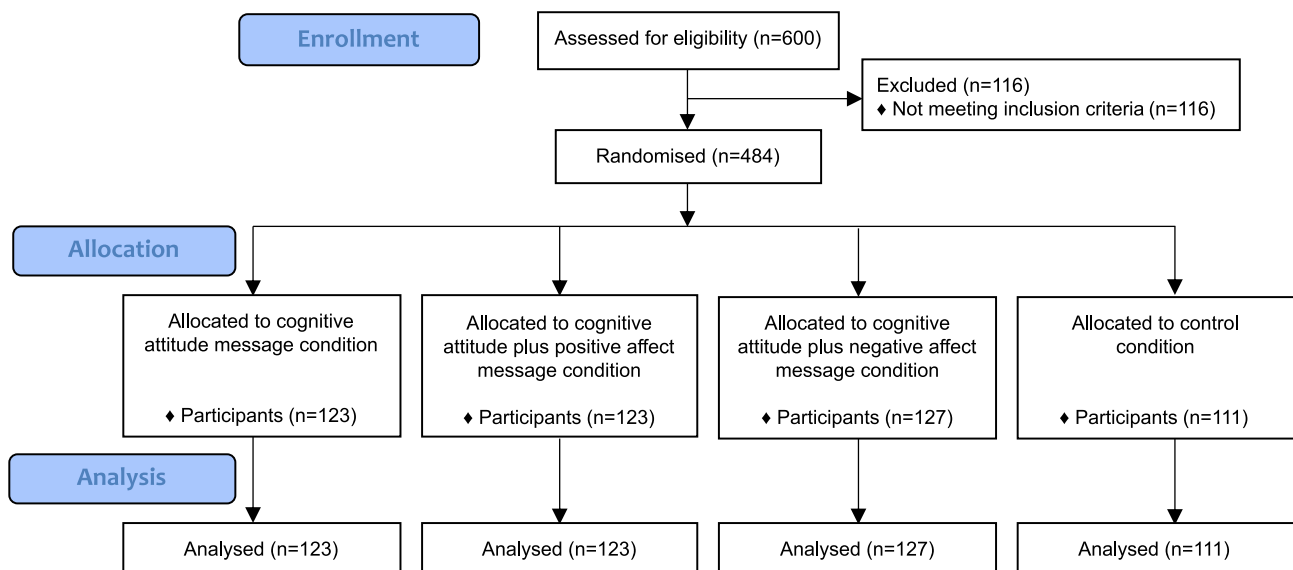 Enrollment
Assessed for eligibility (n=600)
Excluded (n=116)
♦ Not meeting inclusion criteria (n=116)
Randomised (n=484)
Allocation
Allocated to cognitive
attitude message condition
♦ Participants (n=123)
Allocated to cognitive
attitude plus positive affect
message condition
♦ Participants (n=123)
Allocated to cognitive
attitude plus negative affect
message condition
♦ Participants (n=127)
Allocated to control
condition
♦ Participants (n=111)
Analysis
Analysed (n=123)
Analysed (n=123)
Analysed (n=127)
Analysed (n=111)